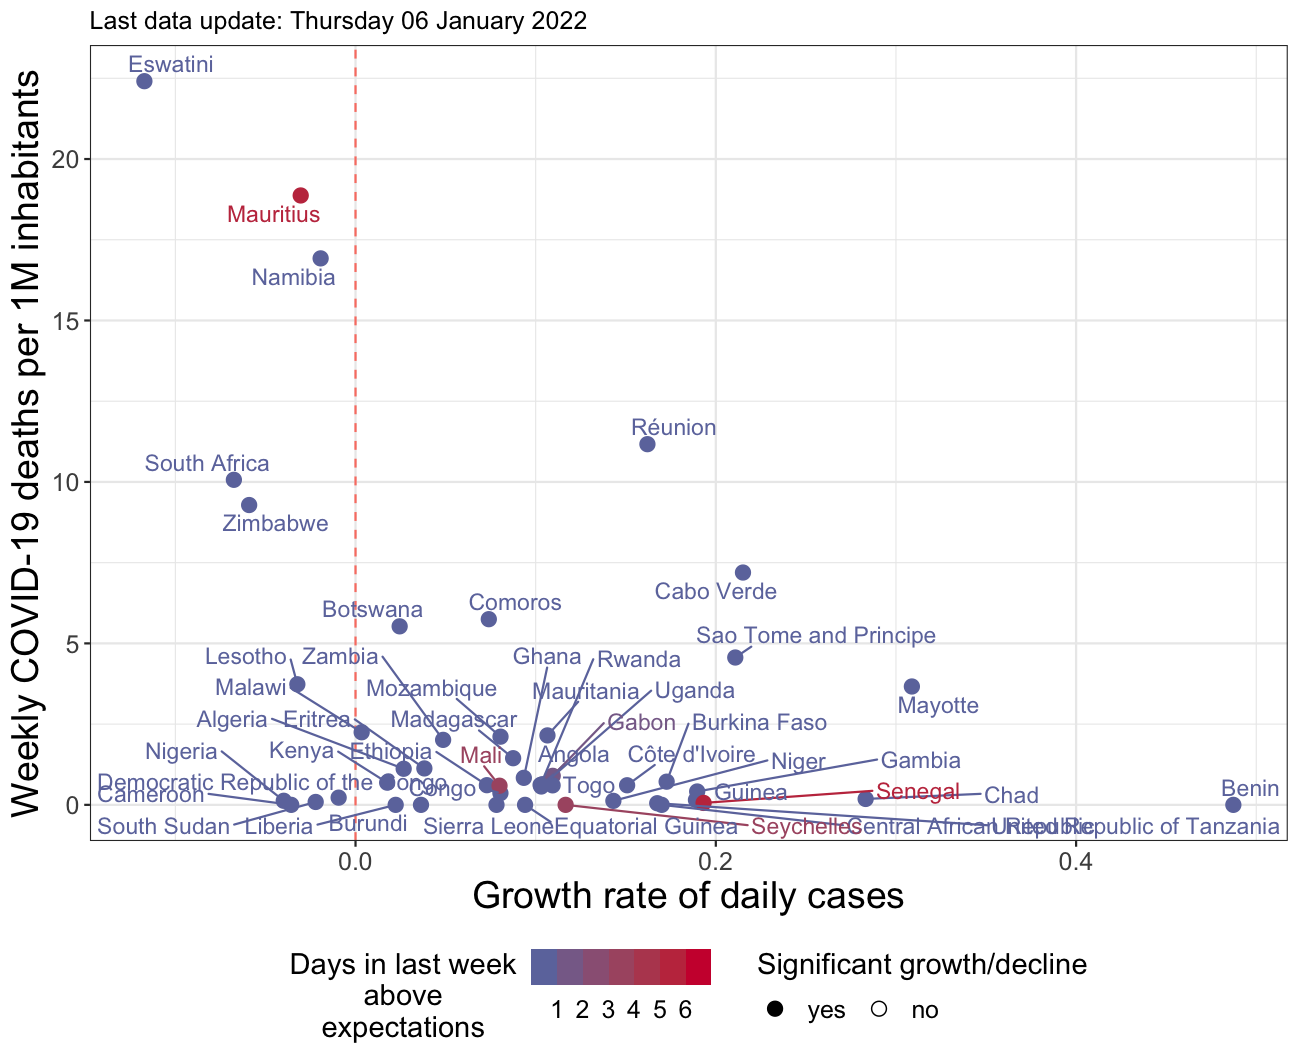 Last data update: Thursday 06 January 2022
Weekly COVID-19 deaths per 1M inhabitants
20
15
10
5
0
Eswatini
Mauritius
Namibia
Réunion
South Africa
Zimbabwe
Cabo Verde
Comoros
Botswana
Sao Tome and Principe
Lesotho
Zambia
Ghana
Rwanda
Malawi
Mozambique
Mauritania
Uganda
Mayotte
Algeria
Eritrea
Madagascar
Gabon
Burkina Faso
Nigeria
Kenya
Ethiopia
Mali
Angola
Côte d'Ivoire
Niger
Gambia
Democratic Republic of the Congo
Cameroon
Congo
Togo
Guinea
Senegal
Chad
Benin
South Sudan
Liberia
Burundi
Sierra Leone
Equatorial Guinea
Seychelles
Central African Republic
United Republic of Tanzania
0.0
0.2
0.4
Growth rate of daily cases
Days in last week
above
expectations
1 2 3 4 5 6
Significant growth/decline
yes
no